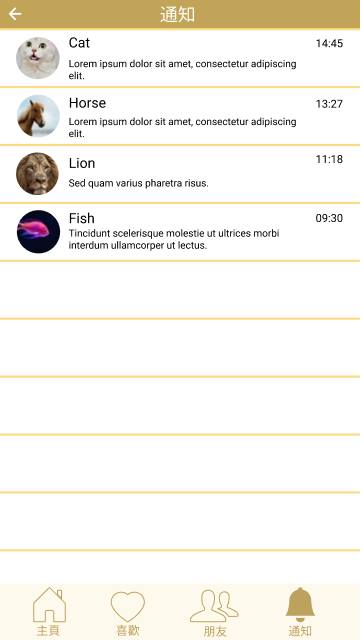 通知
Cat
14:45
Lorem ipsum dolor sit amet, consectetur adipiscing
elit.
Horse
13:27
Lorem ipsum dolor sit amet, consectetur adipiscing
elit.
Lion
11:18
Sed quam varius pharetra risus.
Fish
09:30
Tincidunt scelerisque molestie ut ultrices morbi
interdum ullamcorper ut lectus.
主頁
喜歡
朋友
通知